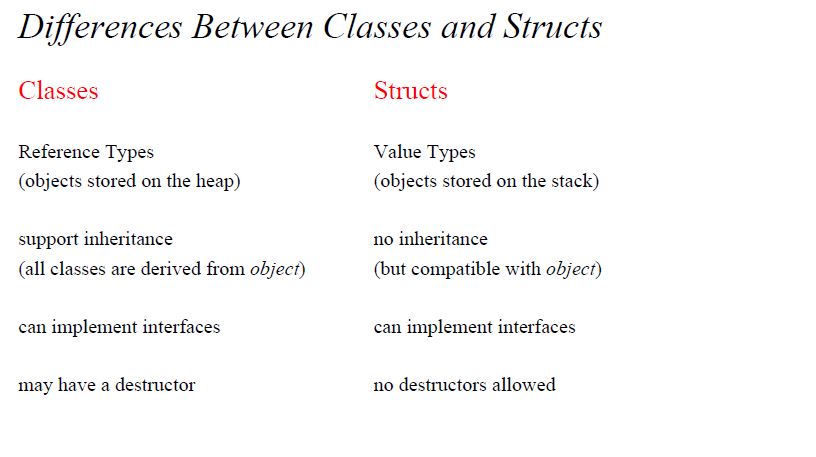 Differences Between Classes and Structs
Classes Structs
Reference Types Value Types
(objects stored on the heap) (objects stored on the stack)
support inheritance no inheritance
(all classes are derived from object) (but compatible with object)
can implement interfaces can implement interfaces
may have a destructor no destructors allowed